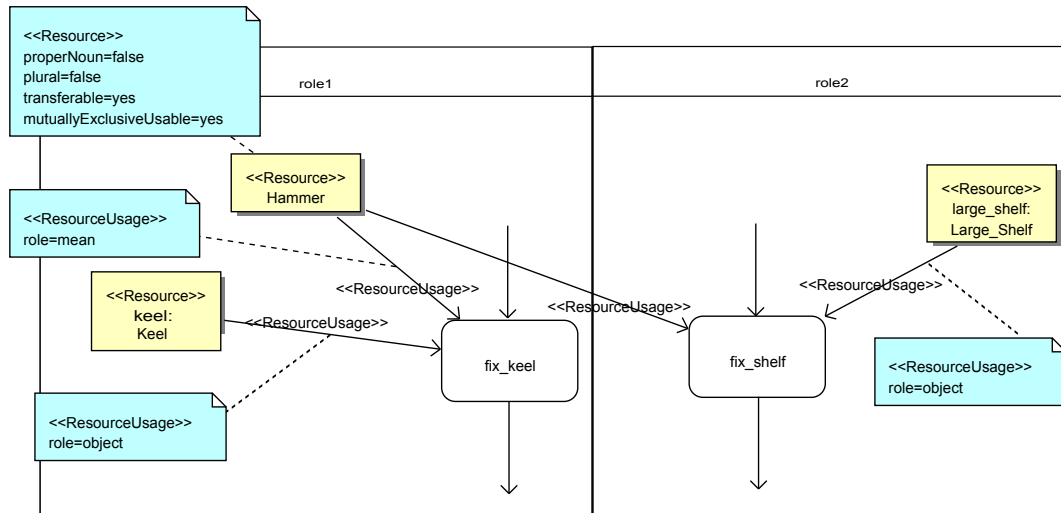 <<Resource>>
properNoun=false
plural=false
transferable=yes
mutuallyExclusiveUsable=yes
role1
role2
<<Resource>>
Hammer
<<Resource>>
large_shelf:
Large_Shelf
<<ResourceUsage>>
role=mean
<<Resource>>
keel:
Keel
<<ResourceUsage>>
<<ResourceUsage>>
<<ResourceUsage>>
<<ResourceUsage>>
fix_keel
fix_shelf
<<ResourceUsage>>
role=object
<<ResourceUsage>>
role=object